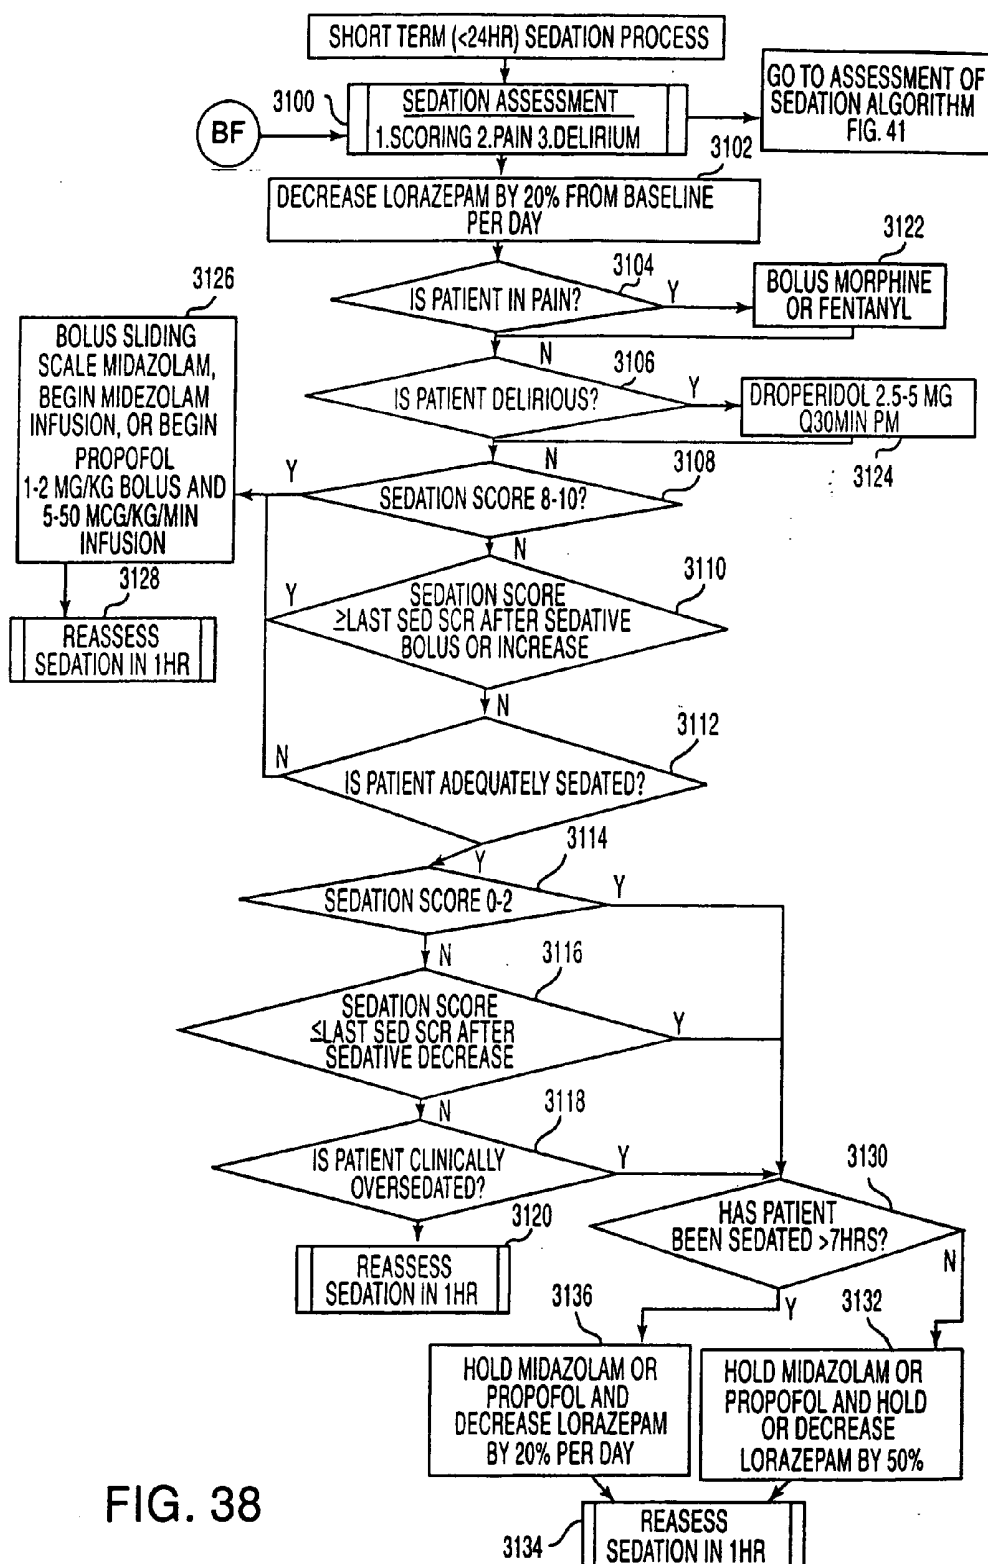 SHORT TERM (<24HR) SEDATION PROCESS
3100
SEDATION ASSESSMENT
1.SCORING 2.PAIN 3.DELIRIUM
GO TO ASSESSMENT OF
SEDATION ALGORITHM
FIG. 41
BF
3102
DECREASE LORAZEPAM BY 20% FROM BASELINE
PER DAY
3104
IS PATIENT IN PAIN?
Y
3122
BOLUS MORPHINE
OR FENTANYL
N
3126
BOLUS SLIDING
SCALE MIDAZOLAM,
BEGIN MIDEZOLAM
INFUSION, OR BEGIN
PROPOFOL
1-2 MG/KG BOLUS AND
5-50 MCG/KG/MIN
INFUSION
3106
IS PATIENT DELIRIOUS?
Y
DROPERIDOL 2.5-5 MG
Q30MIN PM
3124
N
3108
Y
SEDATION SCORE 8-10?
N
3128
REASSESS
SEDATION IN 1HR
3110
Y
SEDATION SCORE
≥LAST SED SCR AFTER SEDATIVE
BOLUS OR INCREASE
N
3112
N
IS PATIENT ADEQUATELY SEDATED?
Y
3114
SEDATION SCORE 0-2
Y
N
3116
SEDATION SCORE
≤LAST SED SCR AFTER
SEDATIVE DECREASE
Y
N
3118
IS PATIENT CLINICALLY
OVERSEDATED?
Y
3120
REASSESS
SEDATION IN 1HR
3130
HAS PATIENT
BEEN SEDATED >7HRS?
N
Y
3136
HOLD MIDAZOLAM OR
PROPOFOL AND
DECREASE LORAZEPAM
BY 20% PER DAY
3132
HOLD MIDAZOLAM OR
PROPOFOL AND HOLD
OR DECREASE
LORAZEPAM BY 50%
3134
REASESS
SEDATION IN 1HR
FIG. 38